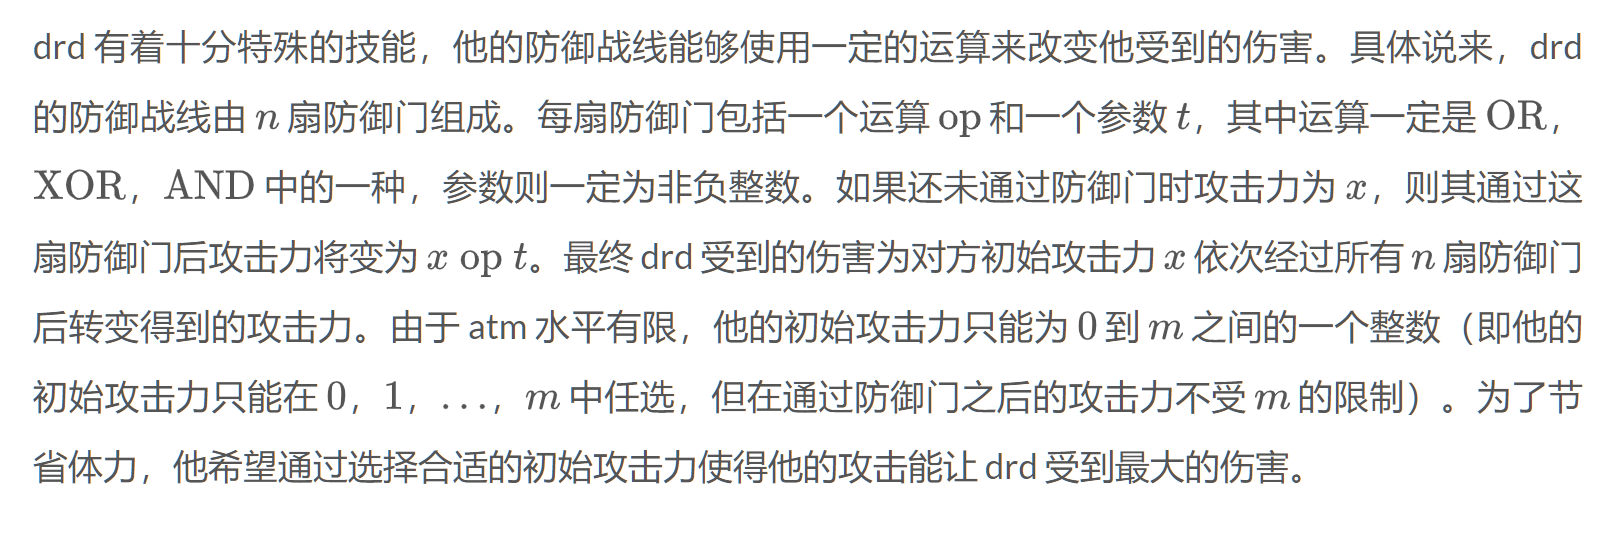 drd 有着十分特殊的技能，他的防御战线能够使用一定的运算来改变他受到的伤害。具体说来，drd
的防御战线由 n 扇防御门组成。每扇防御门包括一个运算 op 和一个参数 t，其中运算一定是 OR，
XOR，AND 中的一种，参数则一定为非负整数。如果还未通过防御门时攻击力为 x，则其通过这
扇防御门后攻击力将变为 x op t。最终 drd 受到的伤害为对方初始攻击力 x 依次经过所有 n 扇防御门
后转变得到的攻击力。由于 atm 水平有限，他的初始攻击力只能为 0 到 m 之间的一个整数（即他的
初始攻击力只能在 0，1，...，m 中任选，但在通过防御门之后的攻击力不受 m 的限制）。为了节
省体力，他希望通过选择合适的初始攻击力使得他的攻击能让 drd 受到最大的伤害。